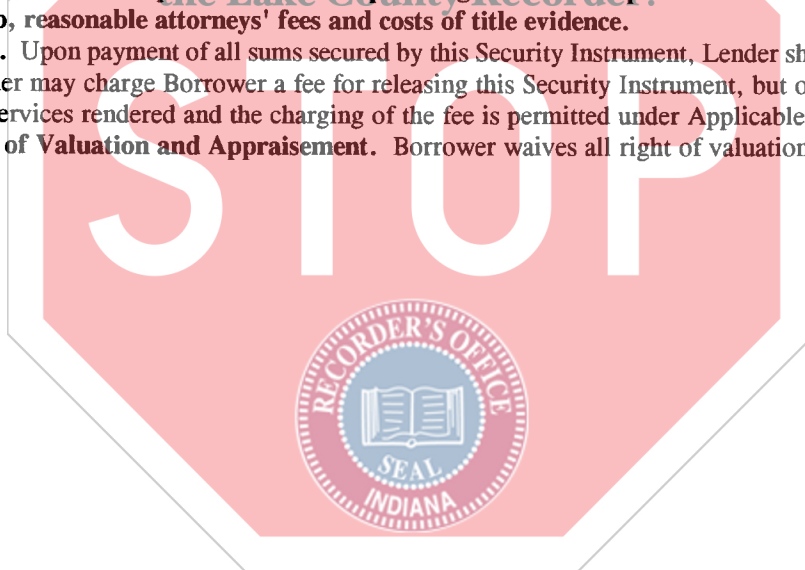 the Lake County Recorder!
, reasonable attorneys' fees and costs of title evidence.
. Upon payment of all sums secured by this Security Instrument, Lender sh
er may charge Borrower a fee for releasing this Security Instrument, but o
ervices rendered and the charging of the fee is permitted under Applicable
of Valuation and Appraisement. Borrower waives all right of valuation
STOP
RECORDER'S OFFICE
SEAL
INDIANA